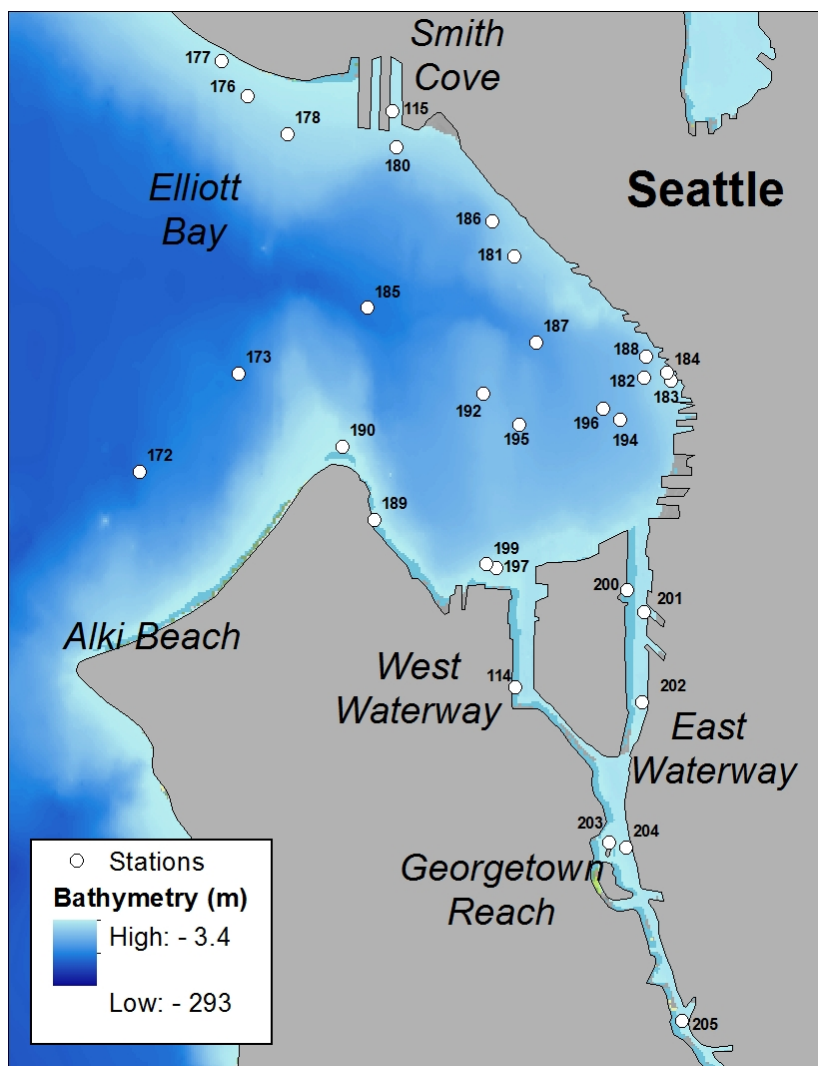 Smith
Cove
177
176
115
178
180
Elliott
Bay
Seattle
186
181
185
187
173
188
184
182
183
192
196
195
194
190
172
189
199
197
200
201
Alki Beach
West
Waterway
114
202
East
Waterway
203
204
Georgetown
Reach
Stations
Bathymetry (m)
High: - 3.4
Low: - 293
205